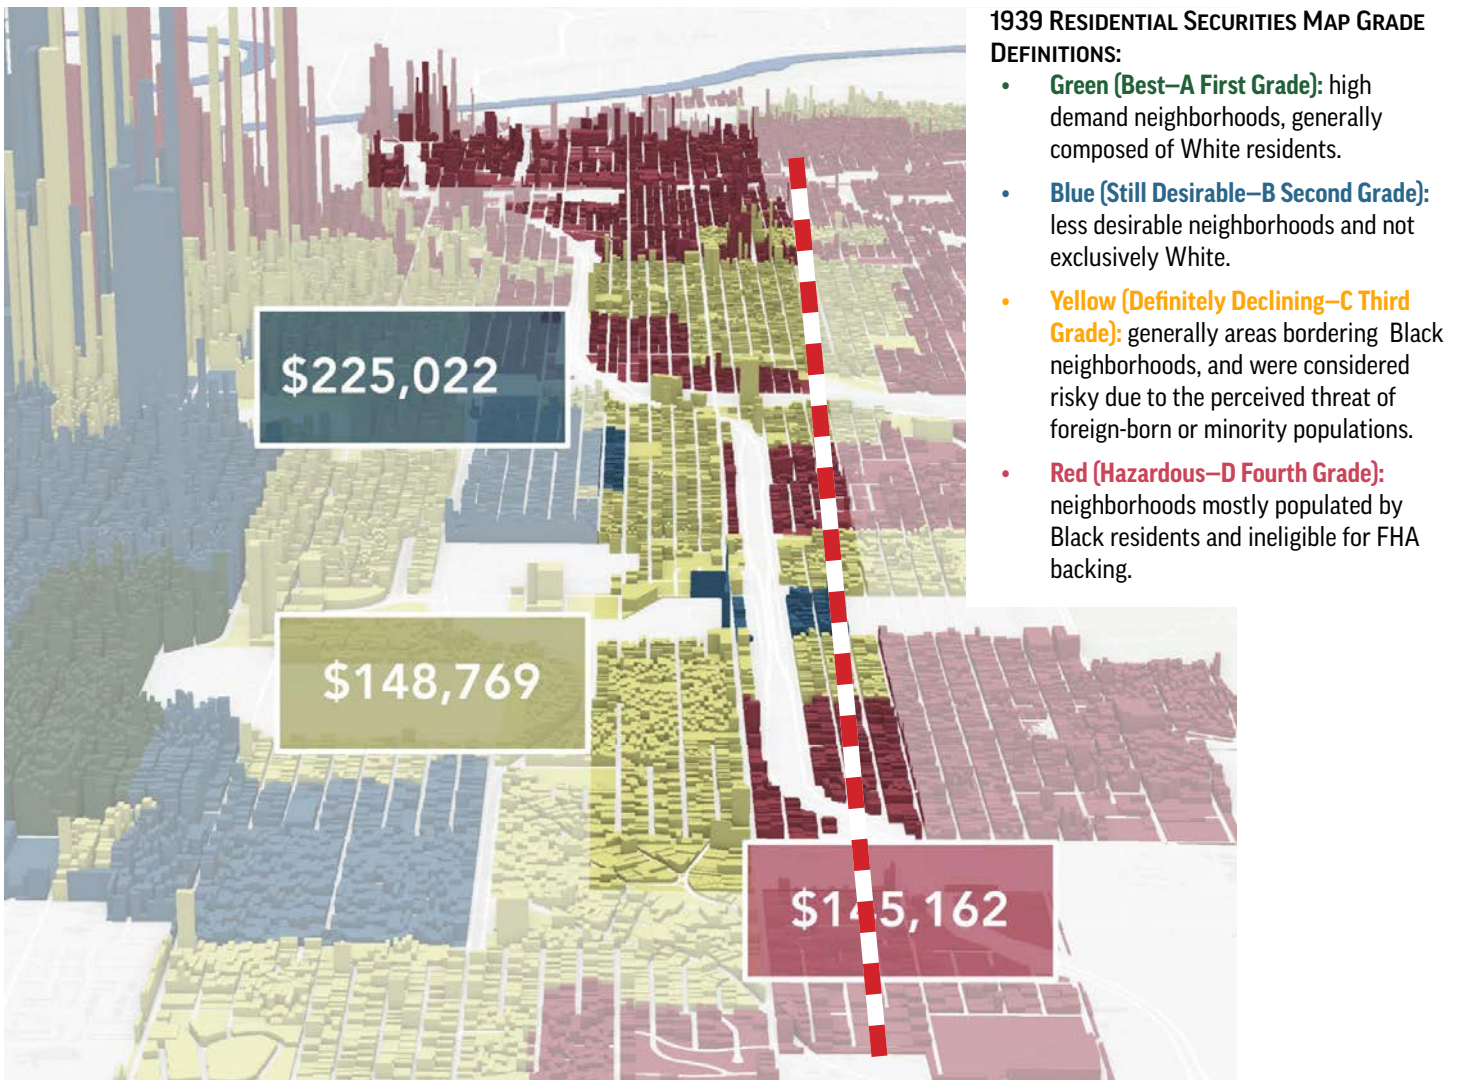 1939 RESIDENTIAL SECURITIES MAP GRADE
DEFINITIONS:
• Green (Best—A First Grade): high
demand neighborhoods, generally
composed of White residents.
• Blue (Still Desirable—B Second Grade):
less desirable neighborhoods and not
exclusively White.
• Yellow (Definitely Declining—C Third
Grade): generally areas bordering Black
neighborhoods, and were considered
risky due to the perceived threat of
foreign-born or minority populations.
• Red (Hazardous—D Fourth Grade):
neighborhoods mostly populated by
Black residents and ineligible for FHA
backing.
$225,022
$148,769
$145,162